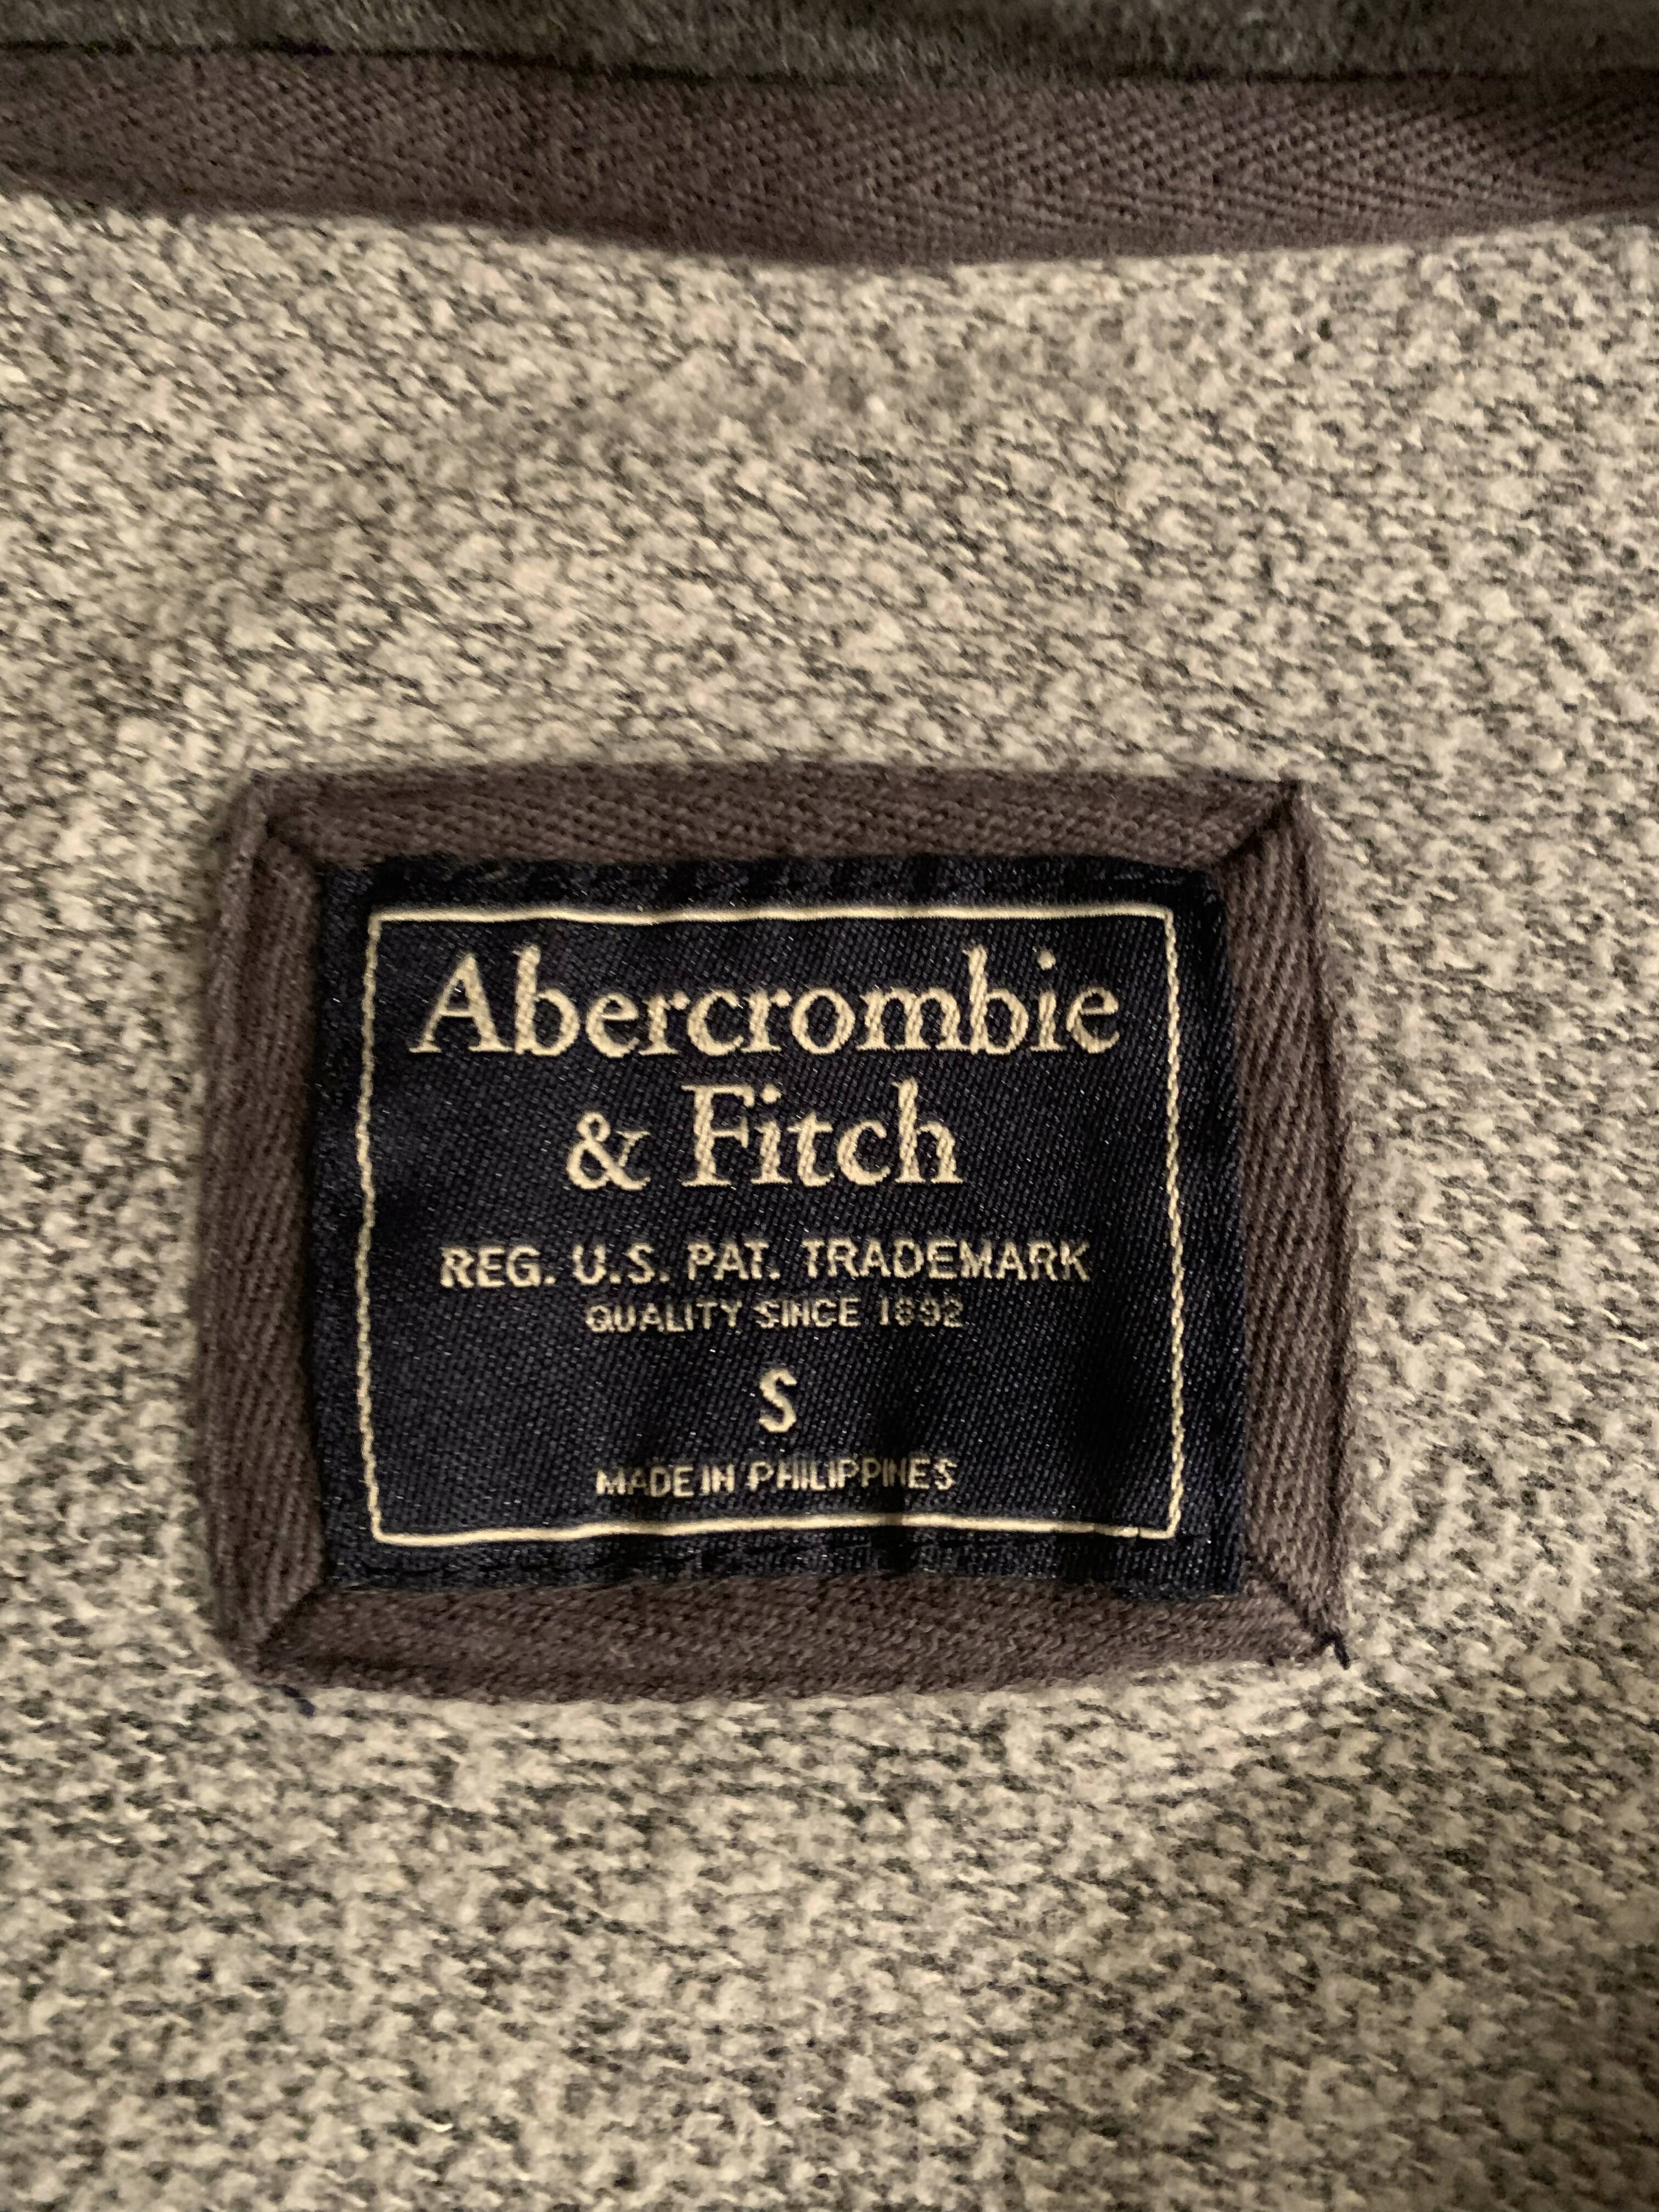 Abercrombie
& Fitch
REG. U.S. PAT. TRADEMARK
QUALITY SINCE 1892
S
MADE IN PHILIPPINES